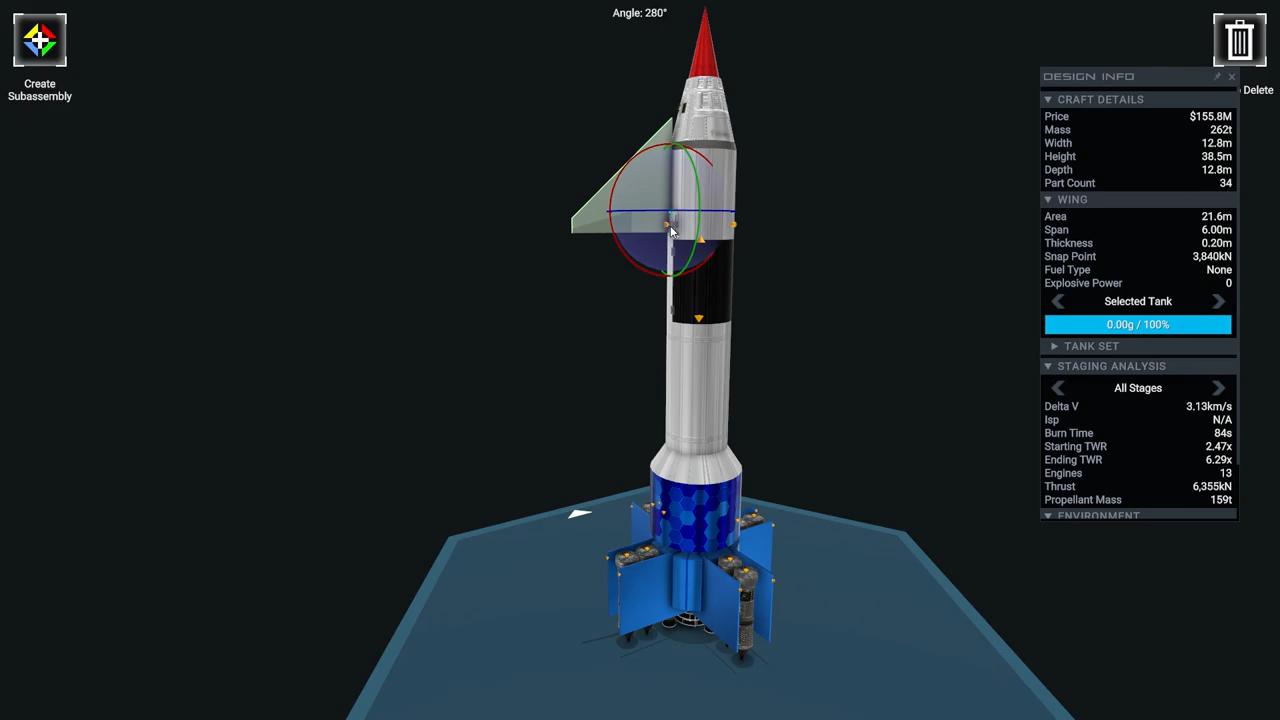 Angle: 280°
Create
Subassembly
Delete
DESIGN INFO
CRAFT DETAILS
Price $155.8M
Mass 262t
Width 12.8m
Height 38.5m
Depth 12.8m
Part Count 34
WING
Area 21.6m
Span 6.00m
Thickness 0.20m
Snap Point 3,840kN
Fuel Type None
Explosive Power 0
Selected Tank
0.00g / 100%
TANK SET
STAGING ANALYSIS
All Stages
Delta V 3.13km/s
Isp N/A
Burn Time 84s
Starting TWR 2.47x
Ending TWR 6.29x
Engines 13
Thrust 6,355kN
Propellant Mass 159t
ENVIRONMENT